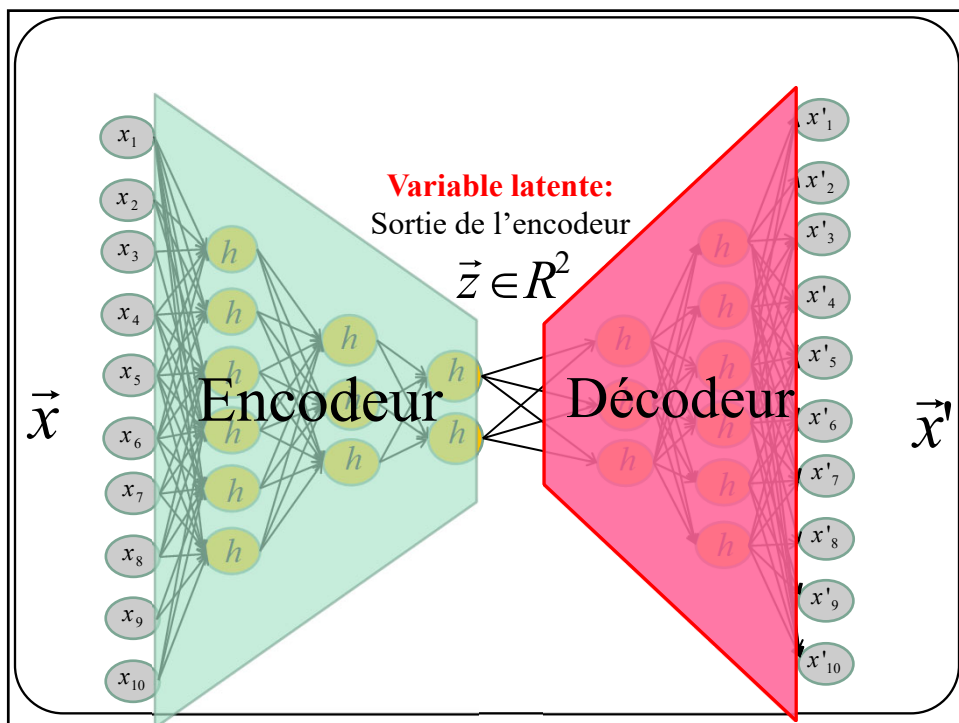 x1
x2
x3
x4
x5
x6
x7
x8
x9
x10
x⃗
h
h
h
h
h
h
h
h
h
h
h
Encodeur
Variable latente:
Sortie de l’encodeur
z⃗ ∈ R²
h
h
h
h
h
h
h
h
h
Décodeur
x'1
x'2
x'3
x'4
x'5
x'6
x'7
x'8
x'9
x'10
x⃗'